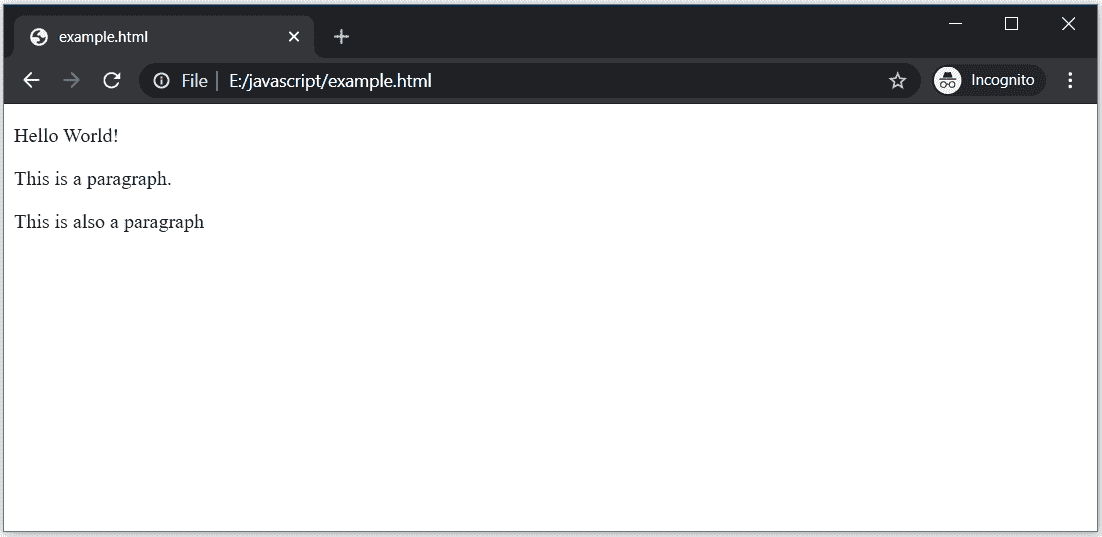 example.html
File E:/javascript/example.html Incognito
Hello World!
This is a paragraph.
This is also a paragraph